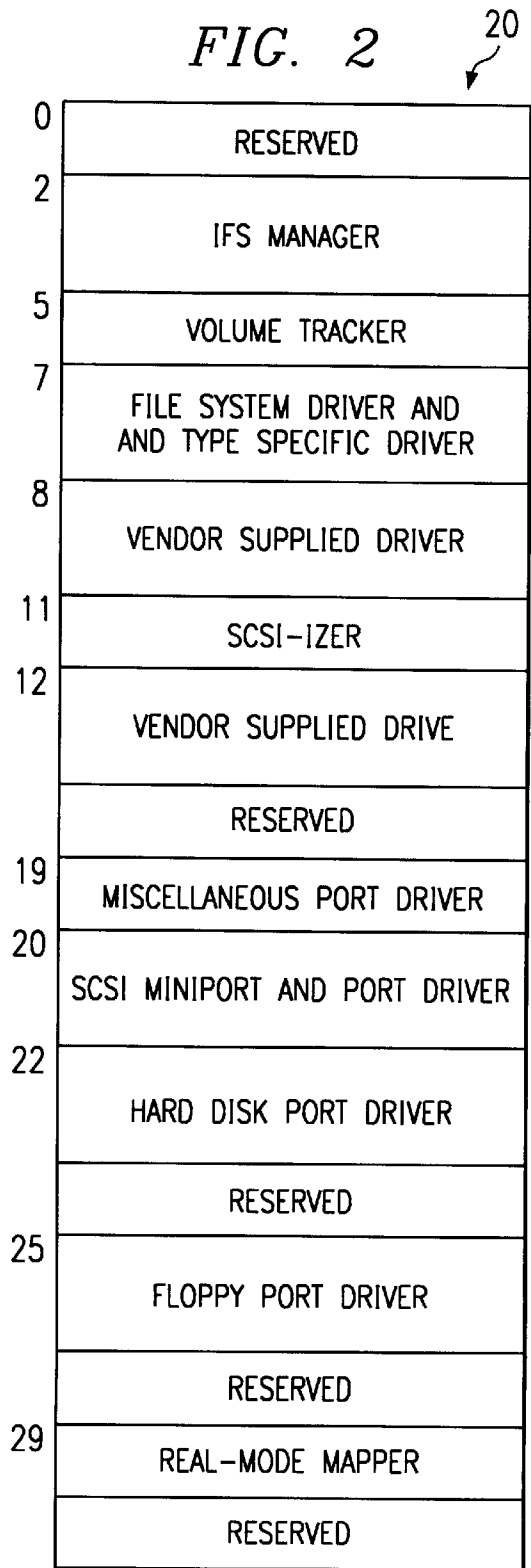 FIG. 2
20
0
RESERVED
2
IFS MANAGER
5
VOLUME TRACKER
7
FILE SYSTEM DRIVER AND
AND TYPE SPECIFIC DRIVER
8
VENDOR SUPPLIED DRIVER
11
SCSI-IZER
12
VENDOR SUPPLIED DRIVE
RESERVED
19
MISCELLANEOUS PORT DRIVER
20
SCSI MINIPORT AND PORT DRIVER
22
HARD DISK PORT DRIVER
RESERVED
25
FLOPPY PORT DRIVER
RESERVED
29
REAL-MODE MAPPER
RESERVED